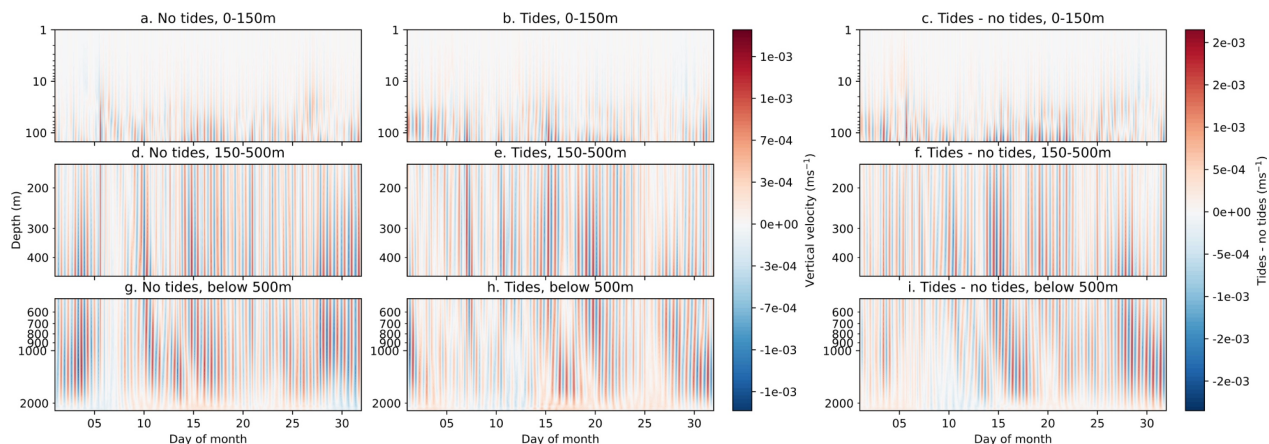 a. No tides, 0-150m
b. Tides, 0-150m
c. Tides - no tides, 0-150m
1
10
100
1
10
100
1
10
100
d. No tides, 150-500m
e. Tides, 150-500m
f. Tides - no tides, 150-500m
Depth (m)
200
300
400
200
300
400
200
300
400
g. No tides, below 500m
h. Tides, below 500m
i. Tides - no tides, below 500m
600
700
800
900
1000
2000
600
700
800
900
1000
2000
600
700
800
900
1000
2000
05 10 15 20 25 30
05 10 15 20 25 30
05 10 15 20 25 30
Day of month
Day of month
Day of month
1e-03
1e-03
7e-04
3e-04
0e+00
-3e-04
-7e-04
-1e-03
-1e-03
Vertical velocity (ms⁻¹)
2e-03
1e-03
1e-03
5e-04
0e+00
-5e-04
-1e-03
-1e-03
-2e-03
Tides - no tides (ms⁻¹)